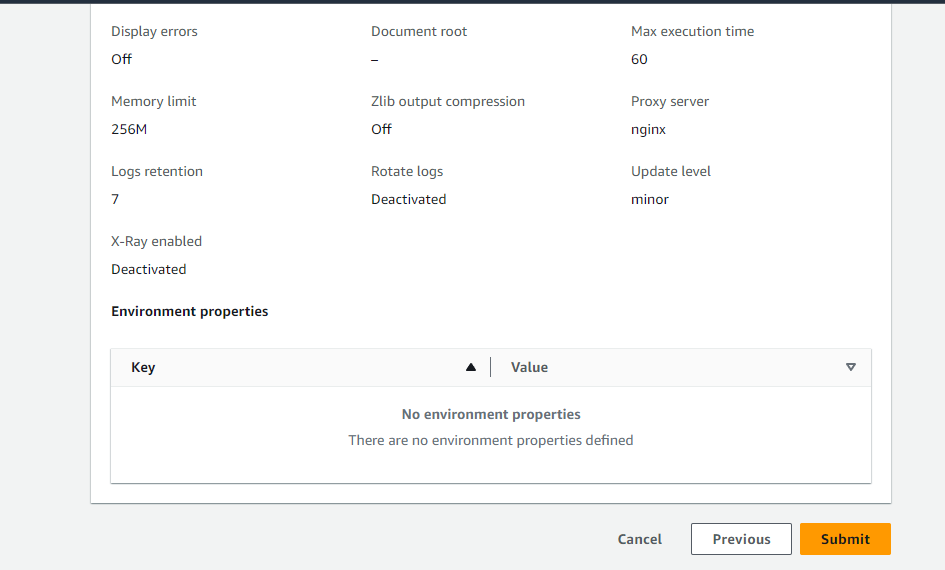 Display errors Document root Max execution time
Off – 60
Memory limit Zlib output compression Proxy server
256M Off nginx
Logs retention Rotate logs Update level
7 Deactivated minor
X-Ray enabled
Deactivated
Environment properties
Key Value
No environment properties
There are no environment properties defined
Cancel Previous Submit